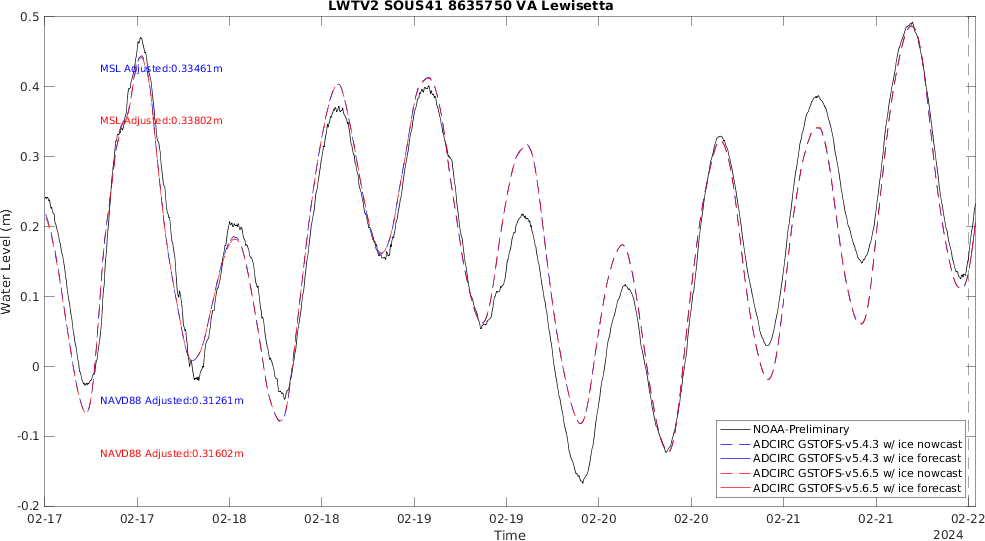 LWTV2 SOUS41 8635750 VA Lewisetta
0.5
0.4
0.3
0.2
0.1
0
-0.1
-0.2
Water Level (m)
MSL Adjusted:0.33461m
MSL Adjusted:0.33802m
NAVD88 Adjusted:0.31261m
NAVD88 Adjusted:0.31602m
NOAA-Preliminary
ADCIRC GSTOFS-v5.4.3 w/ ice nowcast
ADCIRC GSTOFS-v5.4.3 w/ ice forecast
ADCIRC GSTOFS-v5.6.5 w/ ice nowcast
ADCIRC GSTOFS-v5.6.5 w/ ice forecast
02-17 02-17 02-18 02-18 02-19 02-19 02-20 02-20 02-21 02-21 02-22
Time
2024